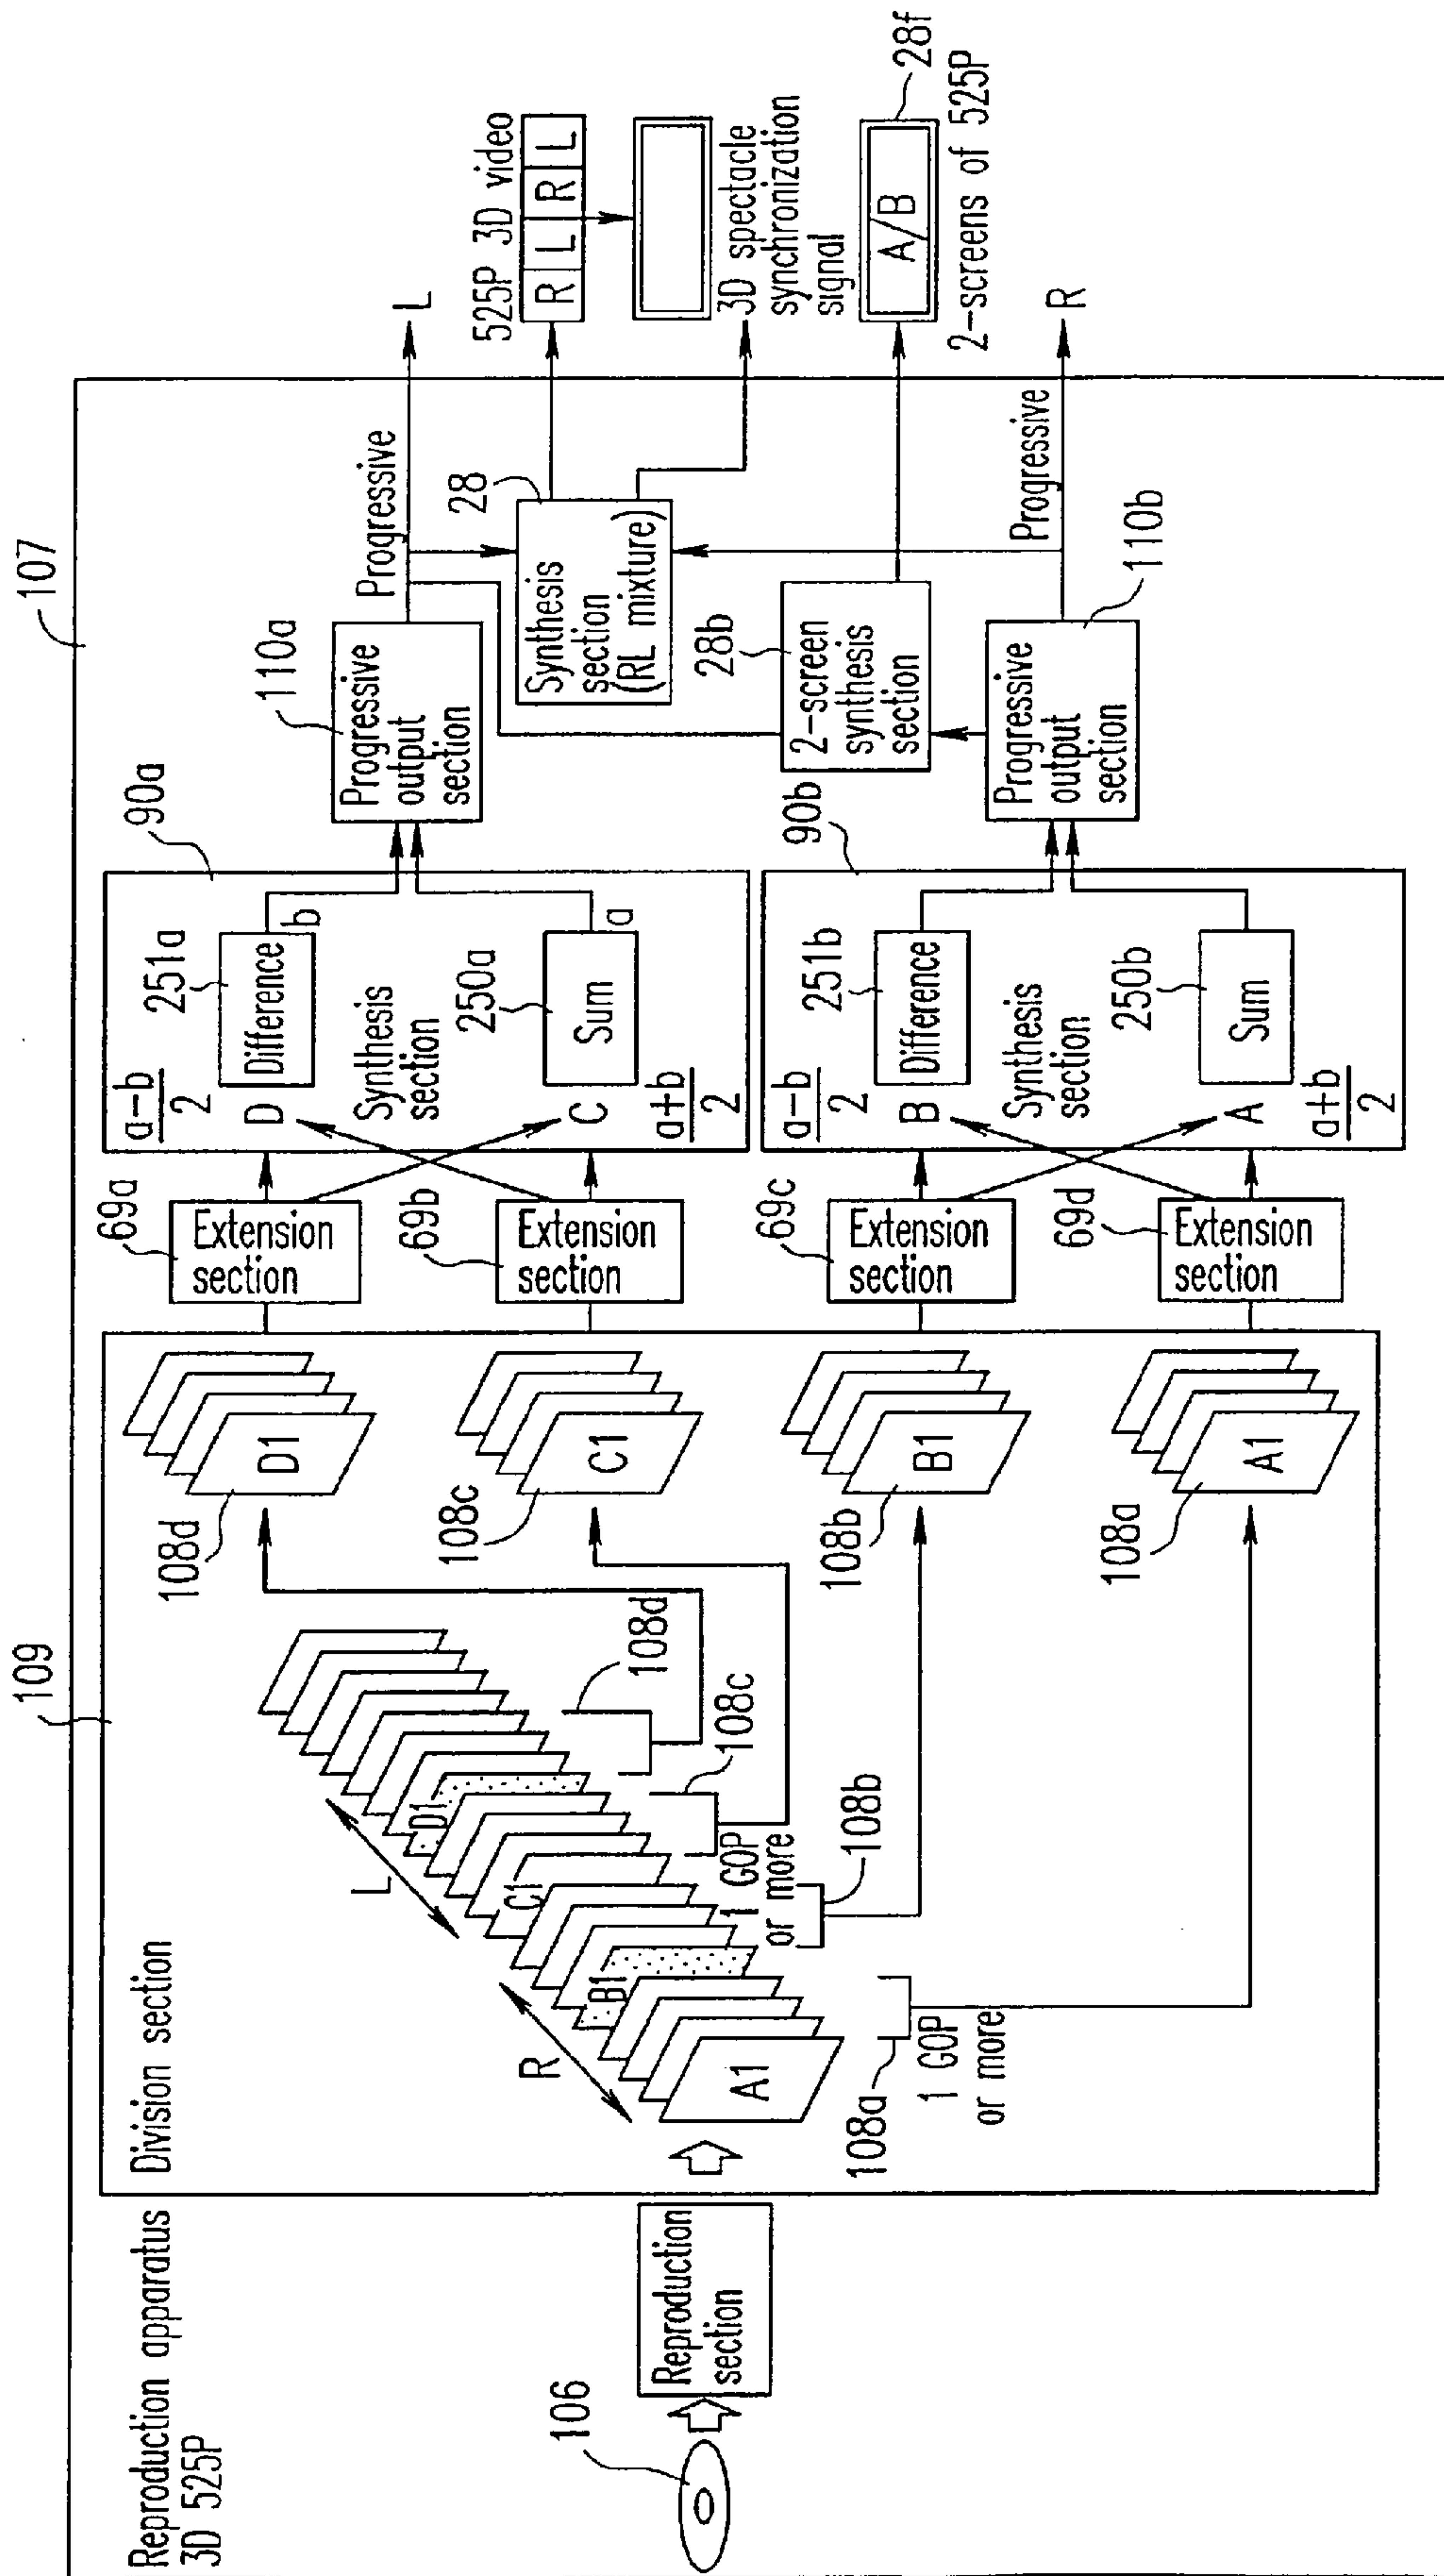 107
Reproduction apparatus
3D 525P
109
Division section
106
Reproduction
section
A1
B1
C1
D1
R
L
108a
1 GOP
or more
108b
1 GOP
or more
108c
108d
D1
108d
C1
108c
B1
108b
A1
108a
69a
Extension
section
69b
Extension
section
69c
Extension
section
69d
Extension
section
90a
a-b
2
D
251a
Difference
b
Synthesis
section
C
250a
Sum
a
a+b
2
90b
a-b
2
B
251b
Difference
Synthesis
section
A
250b
Sum
a+b
2
110a
Progressive
output
section
Progressive
L
28
Synthesis
section
(RL mixture)
28b
2-screen
synthesis
section
110b
Progressive
output
section
Progressive
R
525P 3D video
R L R L
3D spectacle
synchronization
signal
A/B
28f
2-screens of 525P